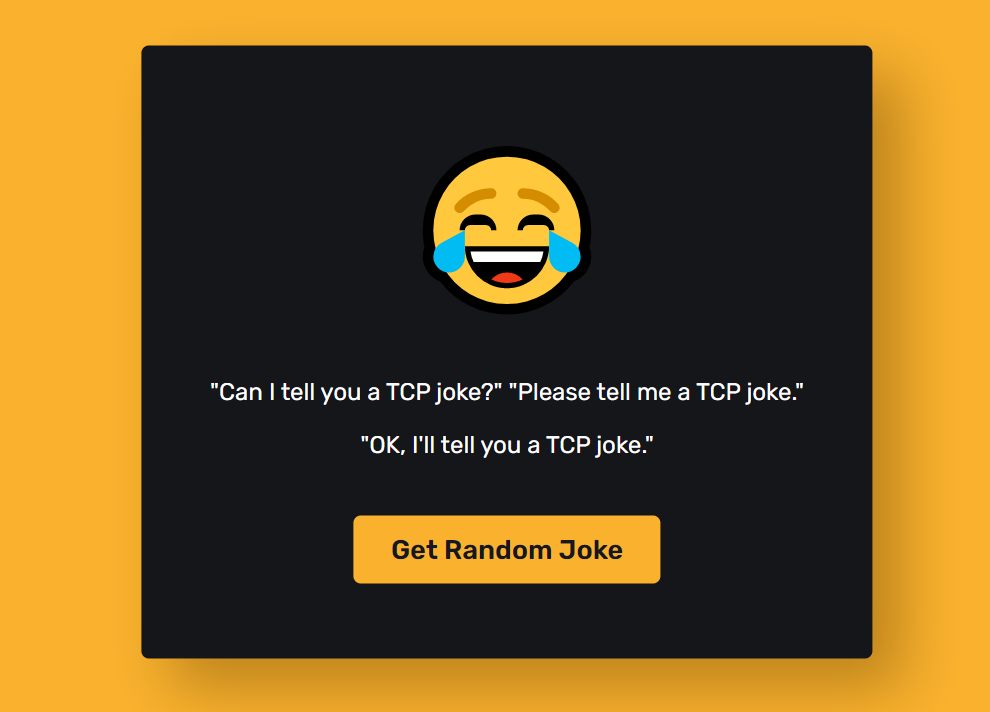 "Can I tell you a TCP joke?" "Please tell me a TCP joke."
"OK, I'll tell you a TCP joke."
Get Random Joke